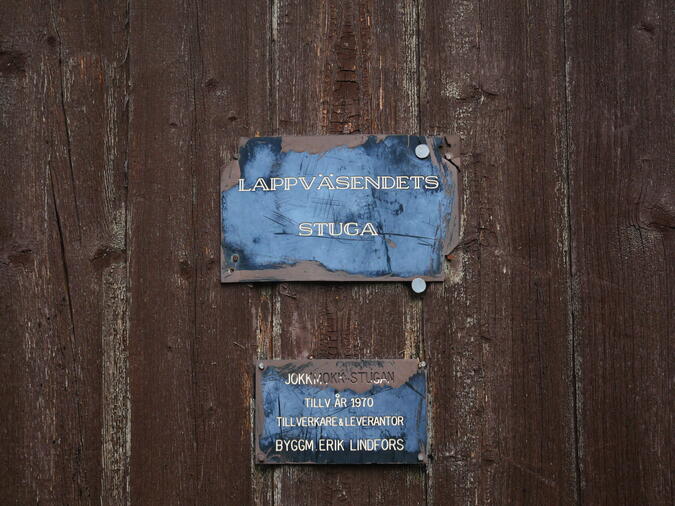 LAPPVÄSENDETS
STUGA
JOKKMOKK-STUGAN
TILLV ÅR 1970
TILLVERKARE & LEVERANTÖR
BYGGM. ERIK LINDFORS